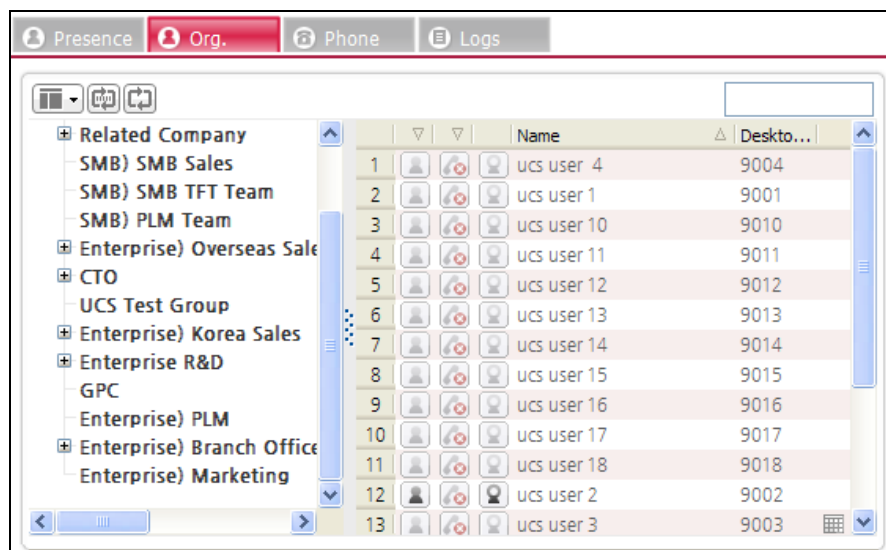 Presence Org. Phone Logs
Related Company
SMB) SMB Sales
SMB) SMB TFT Team
SMB) PLM Team
Enterprise) Overseas Sale
CTO
UCS Test Group
Enterprise) Korea Sales
Enterprise R&D
GPC
Enterprise) PLM
Enterprise) Branch Office
Enterprise) Marketing
Name Deskto...
1 ucs user 4 9004
2 ucs user 1 9001
3 ucs user 10 9010
4 ucs user 11 9011
5 ucs user 12 9012
6 ucs user 13 9013
7 ucs user 14 9014
8 ucs user 15 9015
9 ucs user 16 9016
10 ucs user 17 9017
11 ucs user 18 9018
12 ucs user 2 9002
13 ucs user 3 9003